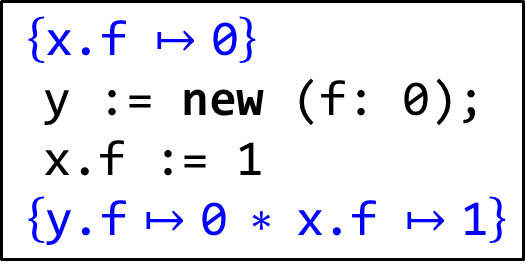 {x.f ↦ 0}
y := new (f: 0);
x.f := 1
{y.f ↦ 0 * x.f ↦ 1}